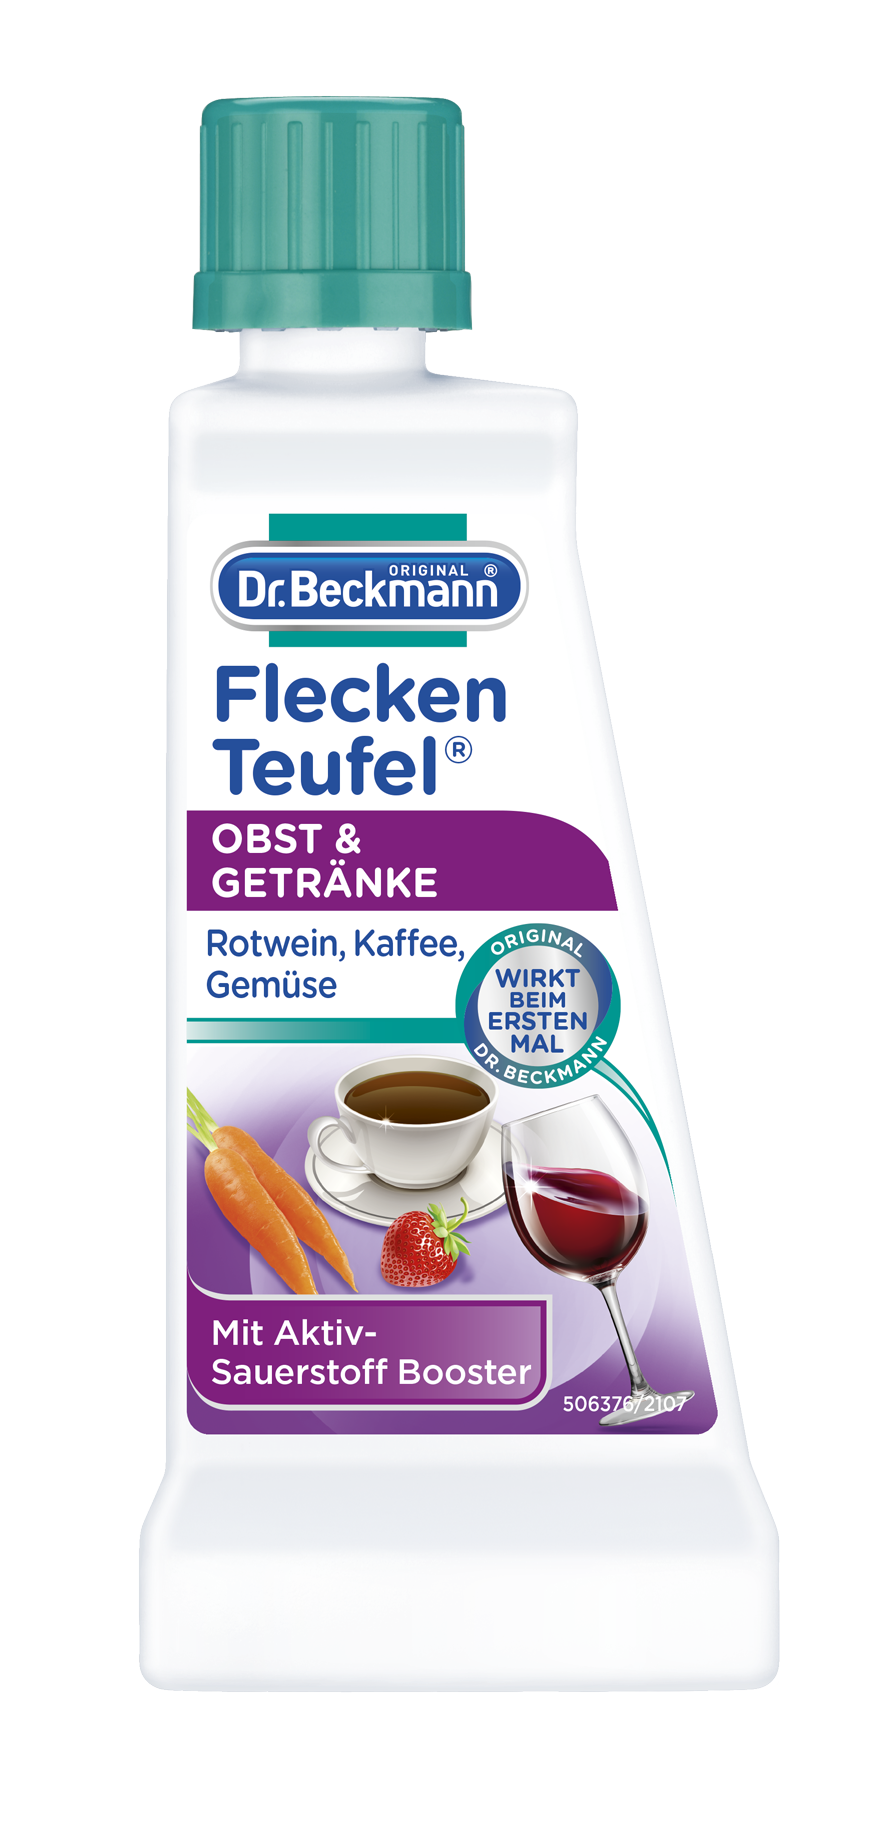 ORIGINAL ®
Dr.Beckmann
Flecken
Teufel®
OBST &
GETRÄNKE
Rotwein, Kaffee,
Gemüse
ORIGINAL
WIRKT
BEIM
ERSTEN
MAL
DR. BECKMANN
Mit Aktiv-
Sauerstoff Booster
506376/2107